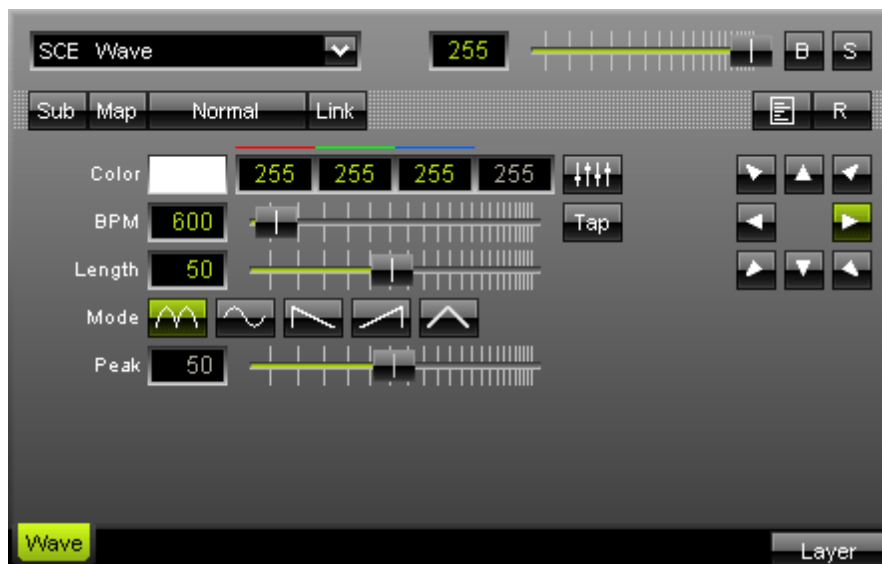 SCE Wave 255 B S
Sub Map Normal Link R
Color 255 255 255 255
BPM 600 Tap
Length 50
Mode
Peak 50
Wave Layer